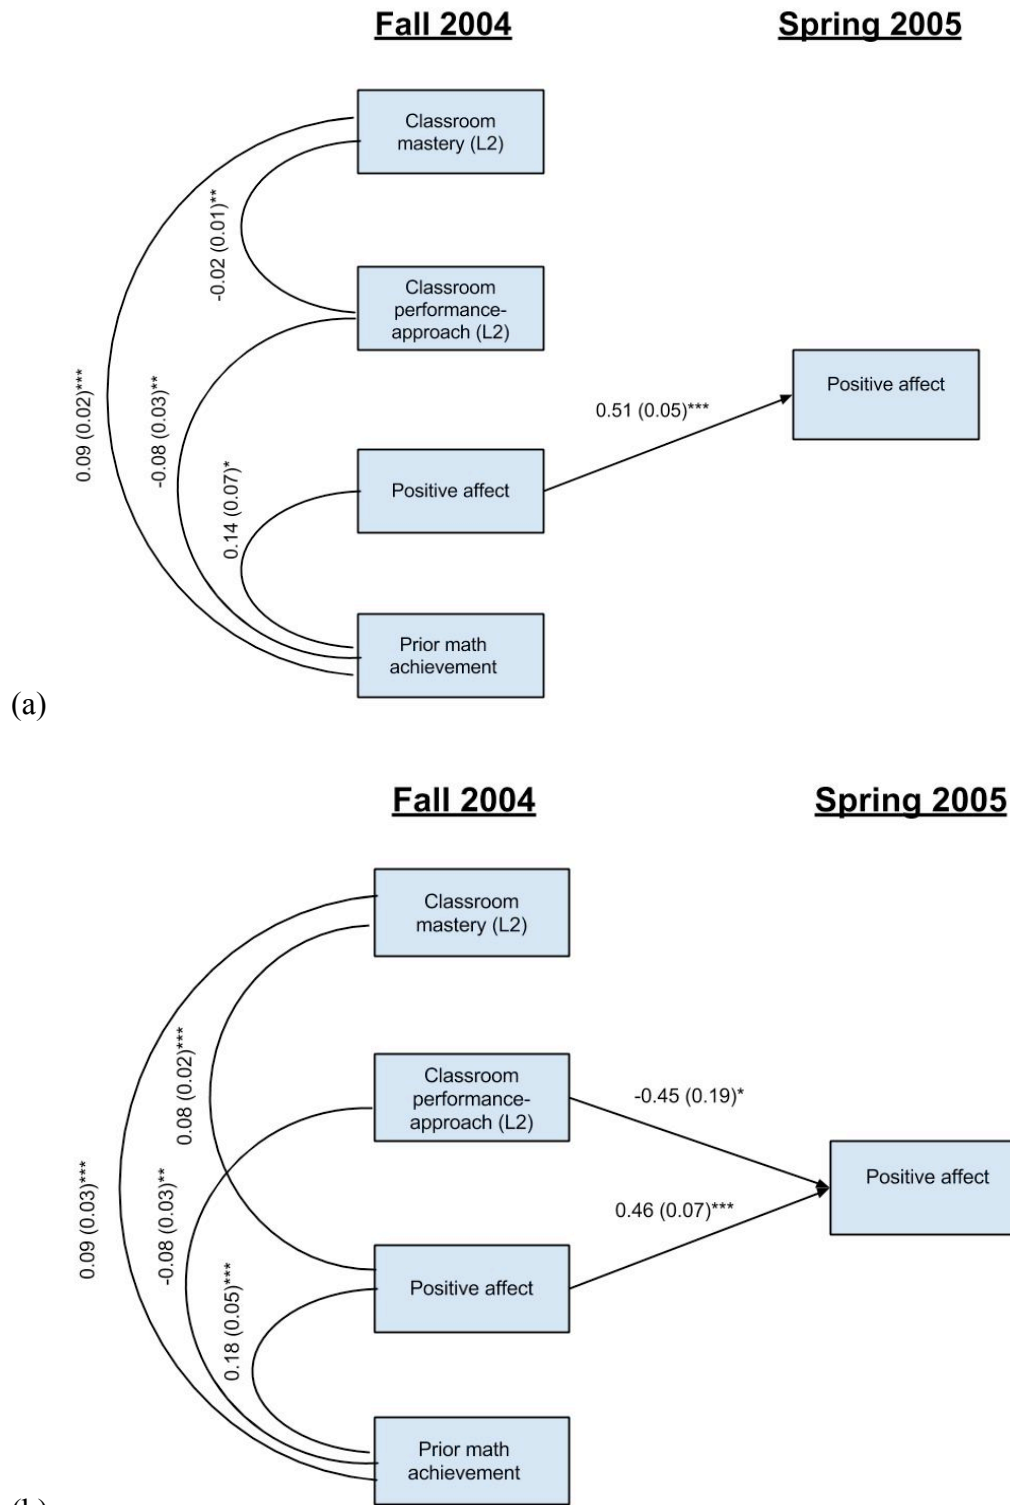 Fall 2004
Spring 2005
Classroom
mastery (L2)
-0.02 (0.01)**
Classroom
performance-
approach (L2)
0.09 (0.02)***
-0.08 (0.03)**
Positive affect
0.51 (0.05)***
0.14 (0.07)*
Positive affect
Prior math
achievement
(a)
Fall 2004
Spring 2005
Classroom
mastery (L2)
0.08 (0.02)***
Classroom
performance-
approach (L2)
-0.45 (0.19)*
0.09 (0.03)***
-0.08 (0.03)**
Positive affect
0.46 (0.07)***
0.18 (0.05)***
Positive affect
Prior math
achievement
(b)